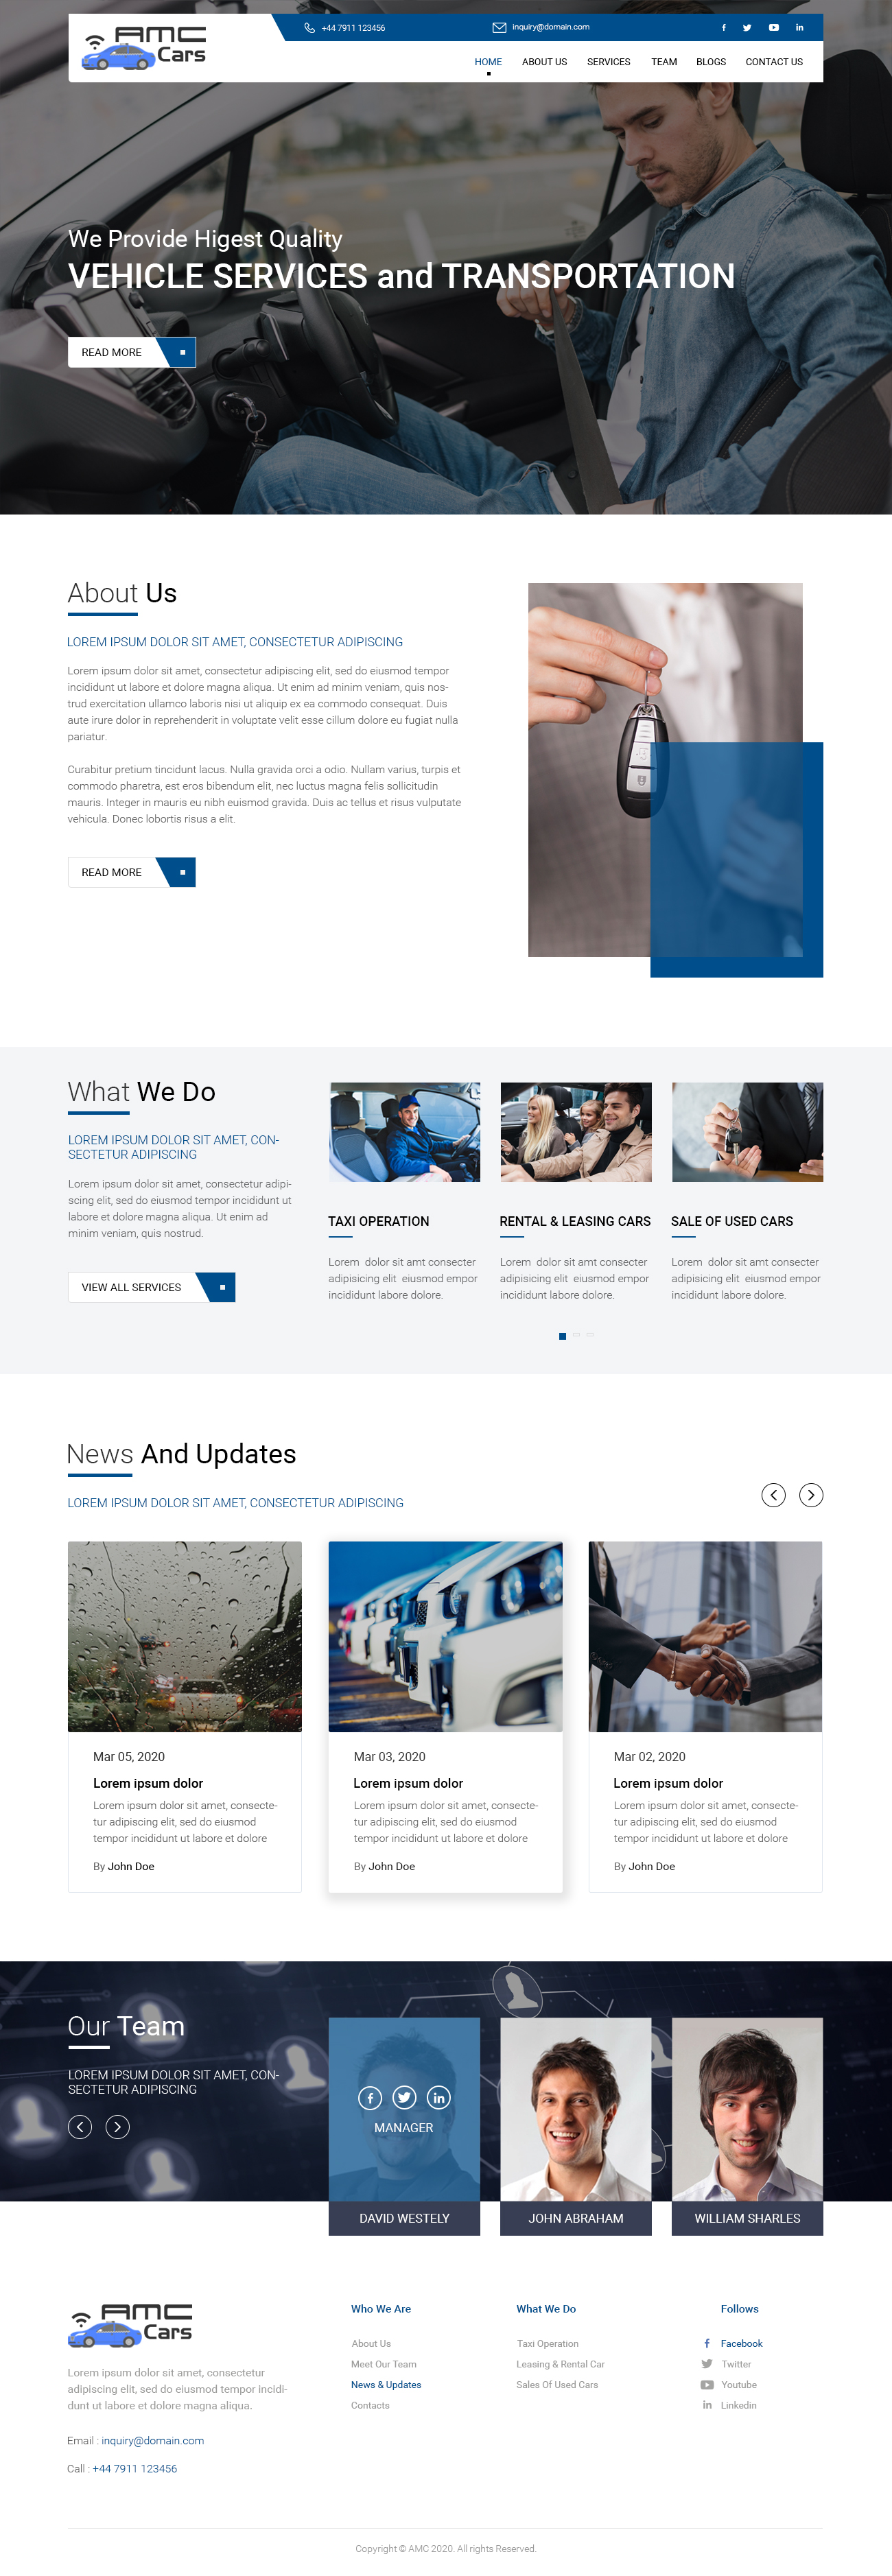 AMC
Cars
+44 7911 123456
inquiry@domain.com
HOME
ABOUT US
SERVICES
TEAM
BLOGS
CONTACT US
We Provide Higest Quality
VEHICLE SERVICES and TRANSPORTATION
READ MORE
About Us
LOREM IPSUM DOLOR SIT AMET, CONSECTETUR ADIPISCING
Lorem ipsum dolor sit amet, consectetur adipiscing elit, sed do eiusmod tempor
incididunt ut labore et dolore magna aliqua. Ut enim ad minim veniam, quis nos-
trud exercitation ullamco laboris nisi ut aliquip ex ea commodo consequat. Duis
aute irure dolor in reprehenderit in voluptate velit esse cillum dolore eu fugiat nulla
pariatur.
Curabitur pretium tincidunt lacus. Nulla gravida orci a odio. Nullam varius, turpis et
commodo pharetra, est eros bibendum elit, nec luctus magna felis sollicitudin
mauris. Integer in mauris eu nibh euismod gravida. Duis ac tellus et risus vulputate
vehicula. Donec lobortis risus a elit.
READ MORE
What We Do
LOREM IPSUM DOLOR SIT AMET, CON-
SECTETUR ADIPISCING
Lorem ipsum dolor sit amet, consectetur adipi-
scing elit, sed do eiusmod tempor incididunt ut
labore et dolore magna aliqua. Ut enim ad
minim veniam, quis nostrud.
VIEW ALL SERVICES
TAXI OPERATION
Lorem  dolor sit amt consecter
adipisicing elit  eiusmod empor
incididunt labore dolore.
RENTAL & LEASING CARS
Lorem  dolor sit amt consecter
adipisicing elit  eiusmod empor
incididunt labore dolore.
SALE OF USED CARS
Lorem  dolor sit amt consecter
adipisicing elit  eiusmod empor
incididunt labore dolore.
News And Updates
LOREM IPSUM DOLOR SIT AMET, CONSECTETUR ADIPISCING
Mar 05, 2020
Lorem ipsum dolor
Lorem ipsum dolor sit amet, consecte-
tur adipiscing elit, sed do eiusmod
tempor incididunt ut labore et dolore
By John Doe
Mar 03, 2020
Lorem ipsum dolor
Lorem ipsum dolor sit amet, consecte-
tur adipiscing elit, sed do eiusmod
tempor incididunt ut labore et dolore
By John Doe
Mar 02, 2020
Lorem ipsum dolor
Lorem ipsum dolor sit amet, consecte-
tur adipiscing elit, sed do eiusmod
tempor incididunt ut labore et dolore
By John Doe
Our Team
LOREM IPSUM DOLOR SIT AMET, CON-
SECTETUR ADIPISCING
MANAGER
DAVID WESTELY
JOHN ABRAHAM
WILLIAM SHARLES
AMC
Cars
Lorem ipsum dolor sit amet, consectetur
adipiscing elit, sed do eiusmod tempor incidi-
dunt ut labore et dolore magna aliqua.
Email : inquiry@domain.com
Call : +44 7911 123456
Who We Are
About Us
Meet Our Team
News & Updates
Contacts
What We Do
Taxi Operation
Leasing & Rental Car
Sales Of Used Cars
Follows
Facebook
Twitter
Youtube
Linkedin
Copyright © AMC 2020. All rights Reserved.